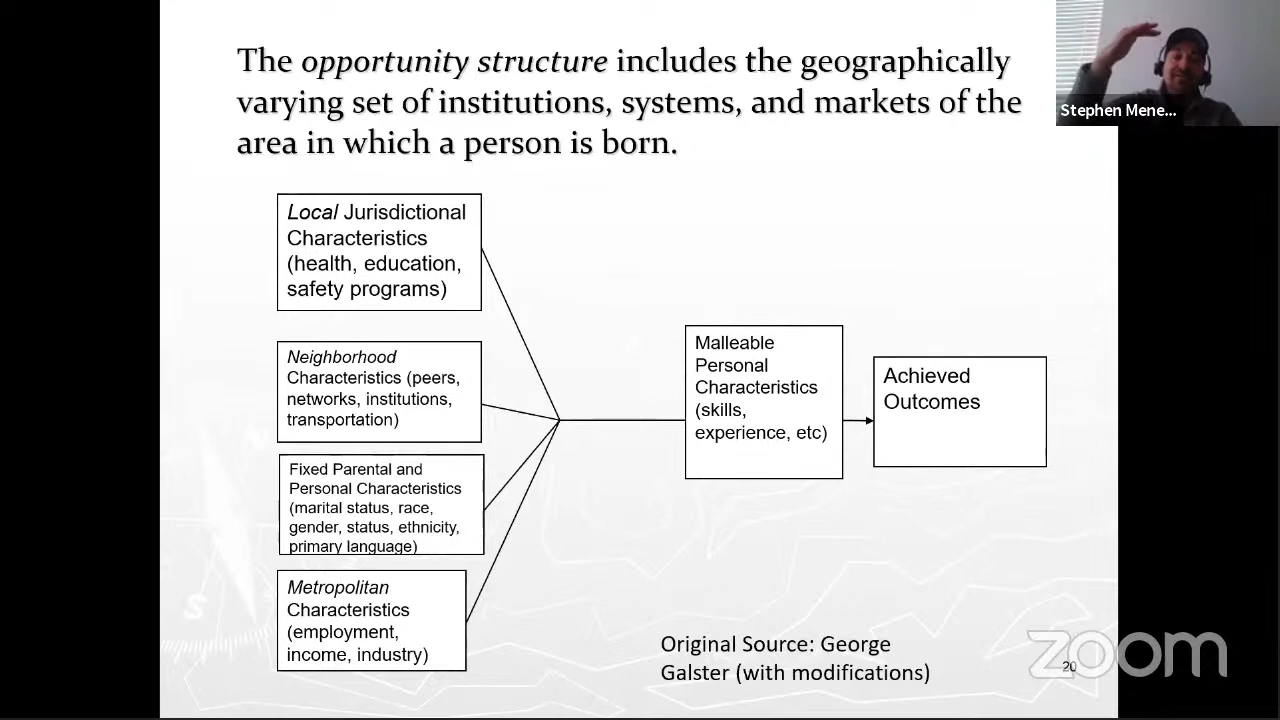 The opportunity structure includes the geographically
varying set of institutions, systems, and markets of the
area in which a person is born.
Stephen Mene...
Local Jurisdictional
Characteristics
(health, education,
safety programs)
Neighborhood
Characteristics (peers,
networks, institutions,
transportation)
Fixed Parental and
Personal Characteristics
(marital status, race,
gender, status, ethnicity,
primary language)
Metropolitan
Characteristics
(employment,
income, industry)
Malleable
Personal
Characteristics
(skills,
experience, etc)
Achieved
Outcomes
Original Source: George
Galster (with modifications)
20
zoom
S